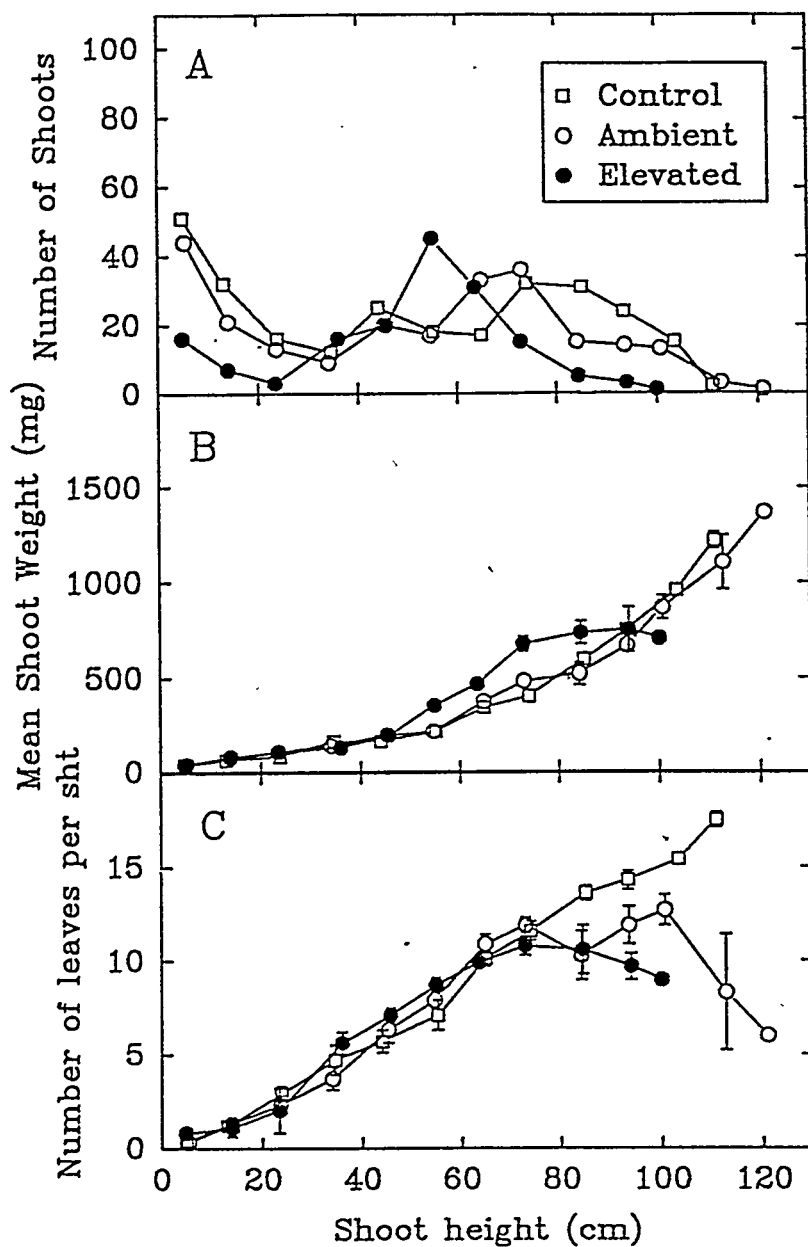 A
100
80
60
40
20
0
Number of Shoots
Control
Ambient
Elevated
B
1500
1000
500
0
Mean Shoot Weight (mg)
C
15
10
5
0
Number of leaves per sht
0 20 40 60 80 100 120
Shoot height (cm)